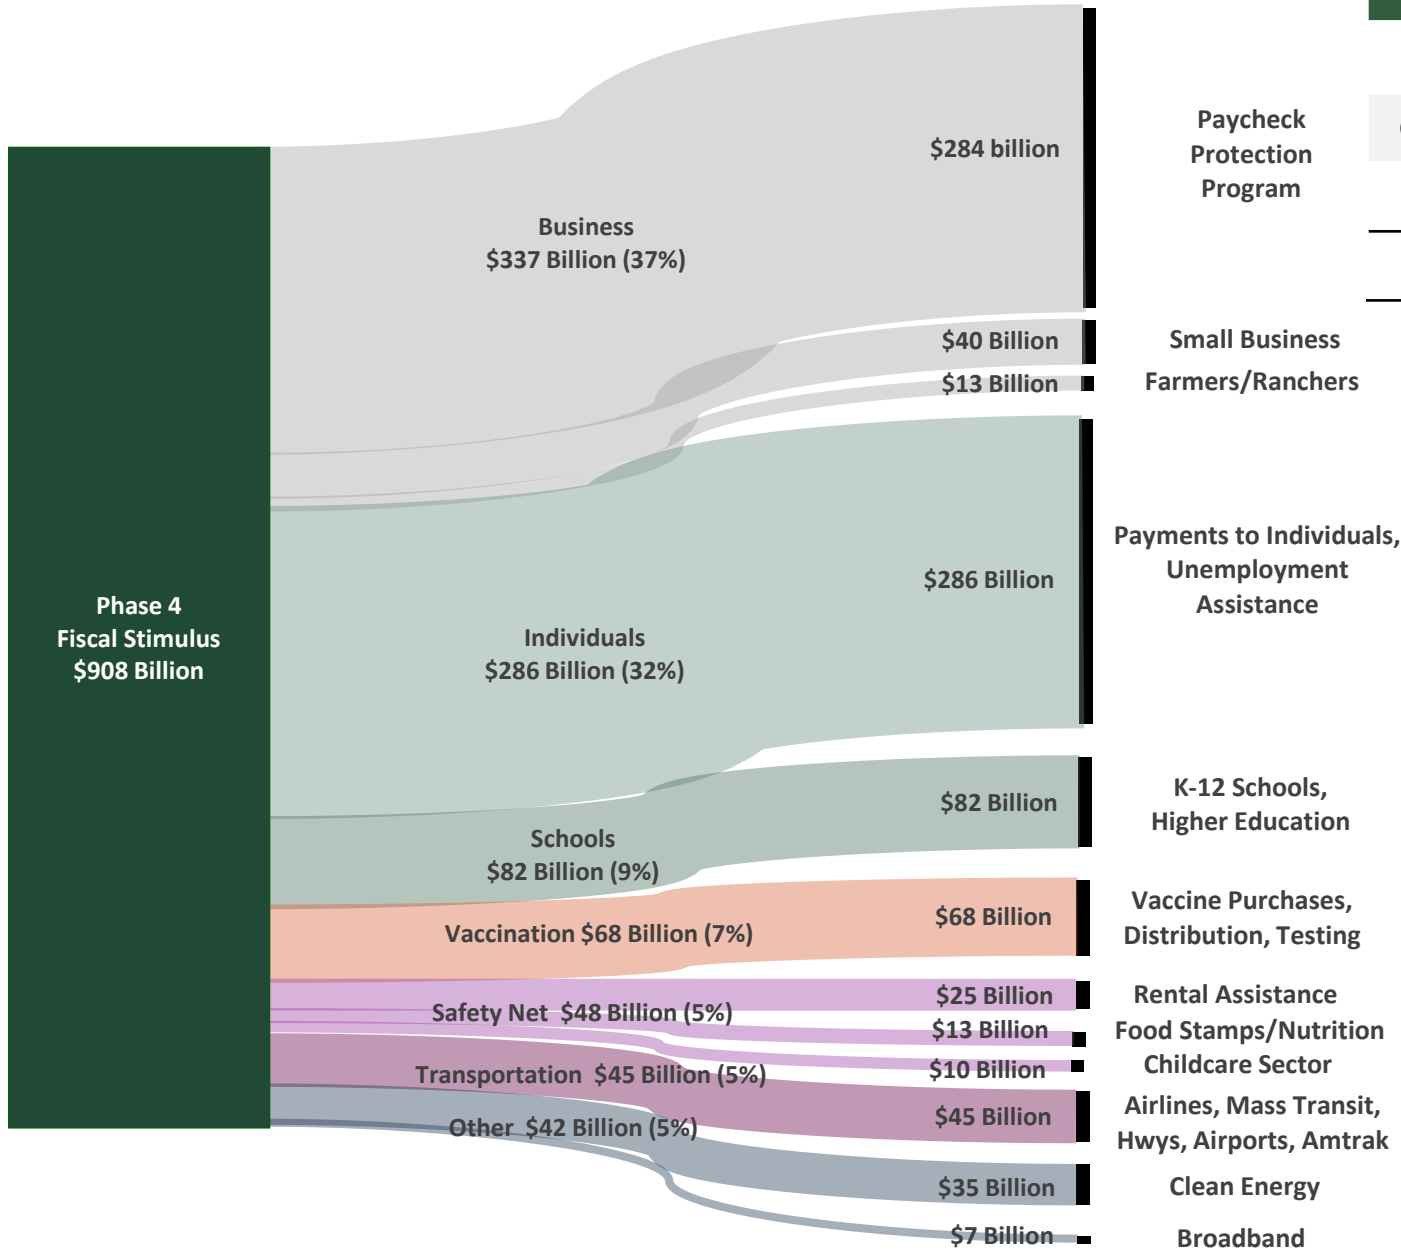 $284 billion
Paycheck
Protection
Program
Business
$337 Billion (37%)
$40 Billion
Small Business
$13 Billion
Farmers/Ranchers
Payments to Individuals,
Unemployment
Assistance
$286 Billion
Phase 4
Fiscal Stimulus
$908 Billion
Individuals
$286 Billion (32%)
K-12 Schools,
Higher Education
$82 Billion
Schools
$82 Billion (9%)
Vaccine Purchases,
Distribution, Testing
$68 Billion
Vaccination $68 Billion (7%)
$25 Billion
Rental Assistance
Safety Net $48 Billion (5%)
$13 Billion
Food Stamps/Nutrition
$10 Billion
Childcare Sector
Transportation $45 Billion (5%)
Airlines, Mass Transit,
Hwys, Airports, Amtrak
$45 Billion
Other $42 Billion (5%)
$35 Billion
Clean Energy
$7 Billion
Broadband